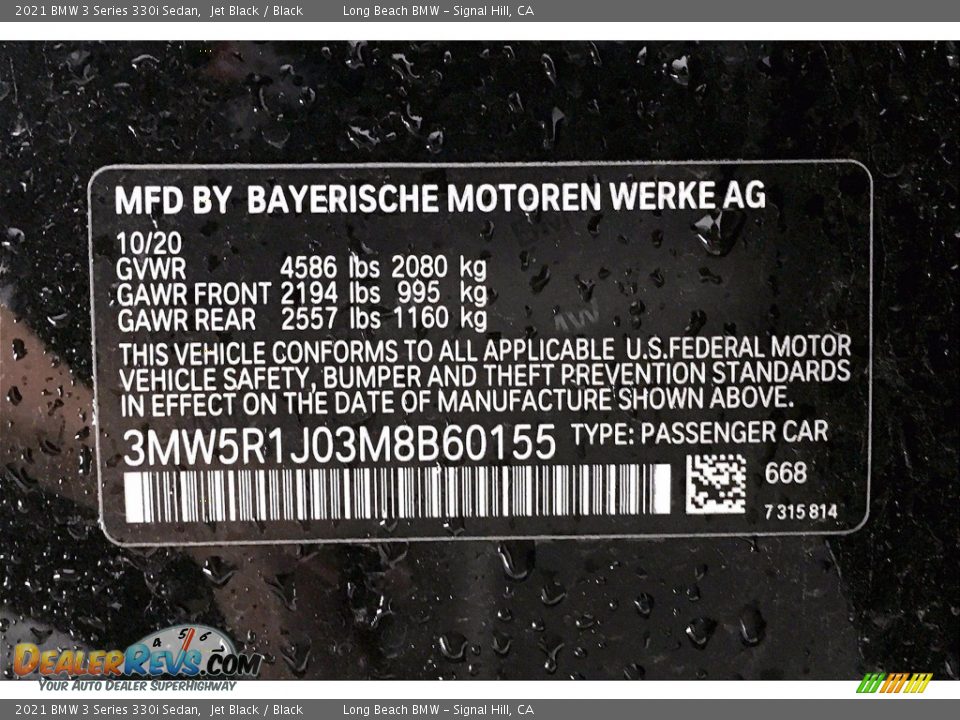 2021 BMW 3 Series 330i Sedan,  Jet Black / Black        Long Beach BMW - Signal Hill, CA
MFD BY BAYERISCHE MOTOREN WERKE AG
10/20
GVWR 4586 lbs 2080 kg
GAWR FRONT 2194 lbs 995 kg
GAWR REAR 2557 lbs 1160 kg
THIS VEHICLE CONFORMS TO ALL APPLICABLE U.S.FEDERAL MOTOR
VEHICLE SAFETY, BUMPER AND THEFT PREVENTION STANDARDS
IN EFFECT ON THE DATE OF MANUFACTURE SHOWN ABOVE.
3MW5R1J03M8B60155 TYPE: PASSENGER CAR
668
7 315 814
4 5 6
DEALERREVS.COM
YOUR AUTO DEALER SUPERHIGHWAY
2021 BMW 3 Series 330i Sedan,  Jet Black / Black        Long Beach BMW - Signal Hill, CA